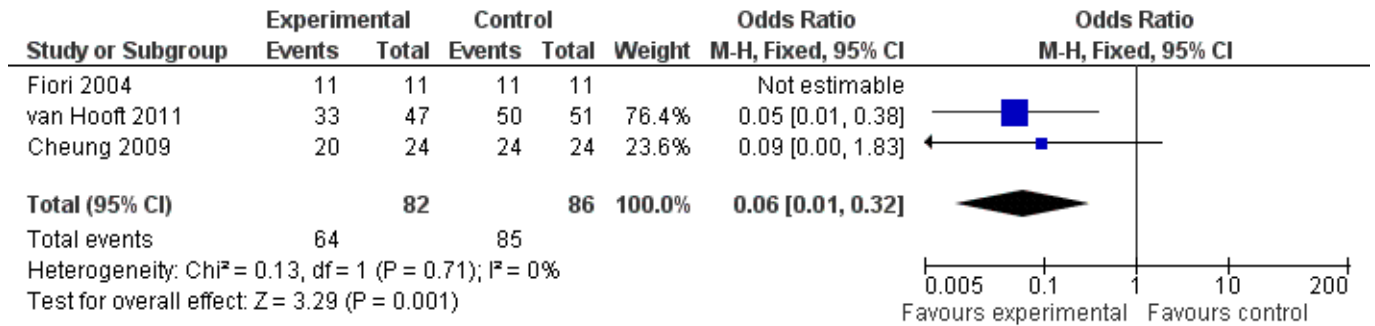 Experimental Control Odds Ratio Odds Ratio
Study or Subgroup Events Total Events Total Weight M-H, Fixed, 95% CI M-H, Fixed, 95% CI
Fiori 2004 11 11 11 11 Not estimable
van Hooft 2011 33 47 50 51 76.4% 0.05 [0.01, 0.38]
Cheung 2009 20 24 24 24 23.6% 0.09 [0.00, 1.83]
Total (95% CI) 82 86 100.0% 0.06 [0.01, 0.32]
Total events 64 85
Heterogeneity: Chi² = 0.13, df = 1 (P = 0.71); I² = 0%
Test for overall effect: Z = 3.29 (P = 0.001)
0.005 0.1 1 10 200
Favours experimental Favours control